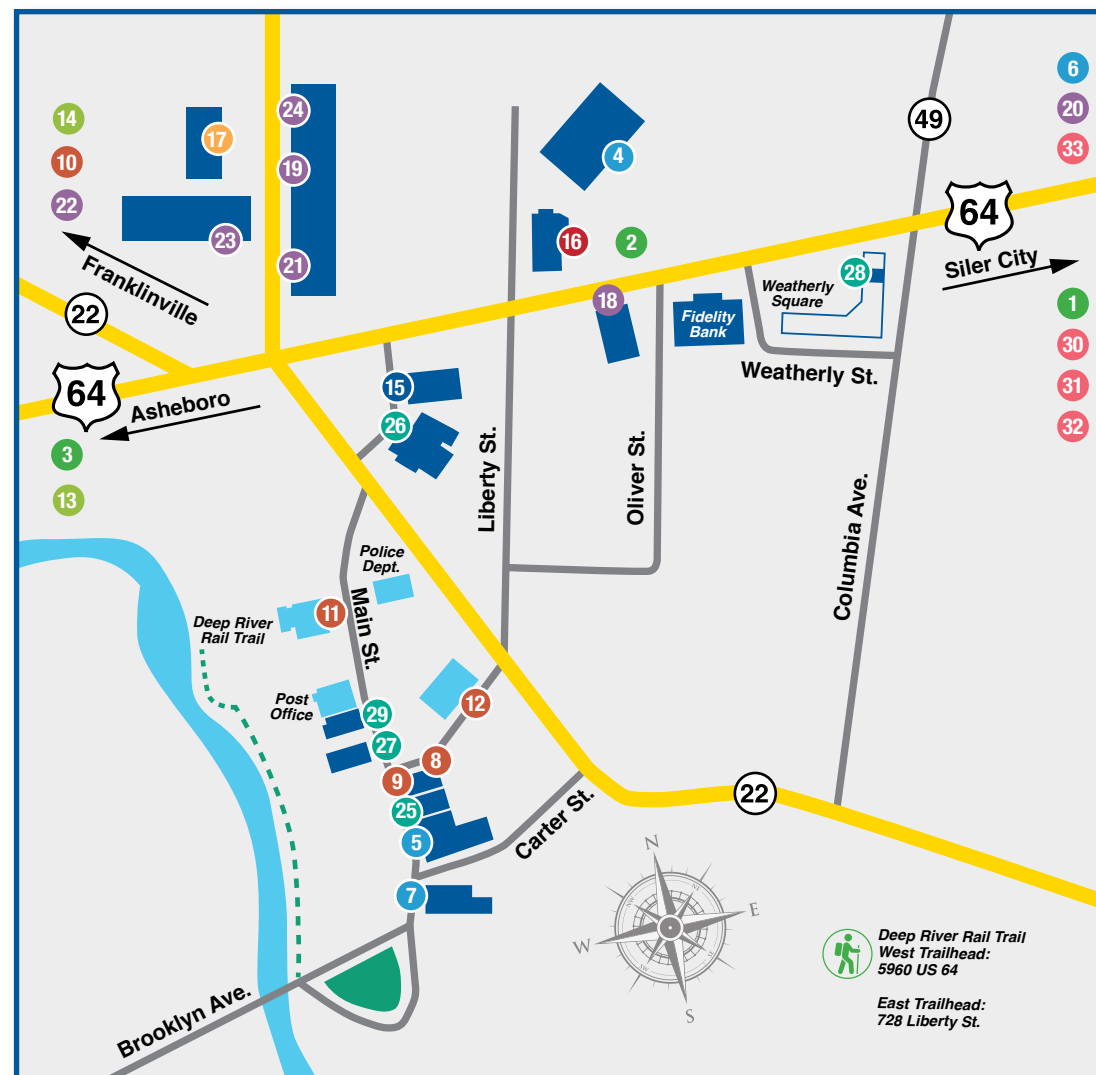 6
20
33
14
10
22
24
17
19
23
21
4
16
2
49
64
Siler City
Franklinville
22
64
Asheboro
3
13
18
Fidelity
Bank
28
Weatherly
Square
Weatherly St.
1
30
31
32
15
26
Liberty St.
Oliver St.
Columbia Ave.
Police
Dept.
11
Main St.
Deep River
Rail Trail
Post
Office
29
27
12
8
9
25
5
7
Carter St.
22
Brooklyn Ave.
N
NW
NE
W
E
SW
SE
S
Deep River Rail Trail
West Trailhead:
5960 US 64
East Trailhead:
728 Liberty St.